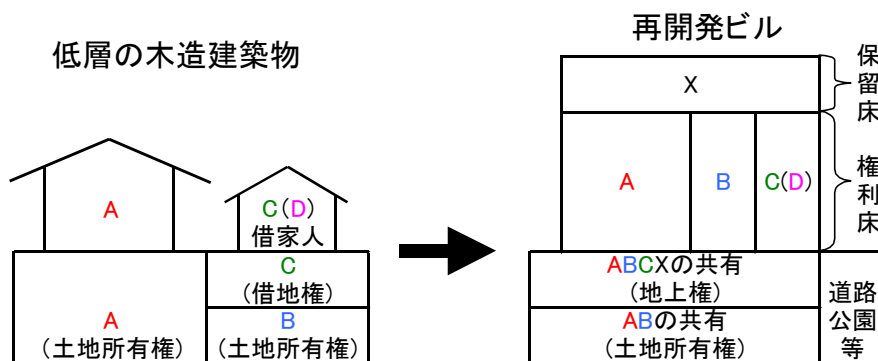 低層の木造建築物
再開発ビル
A
C(D)
借家人
C
(借地権)
A
(土地所有権)
B
(土地所有権)
X
保留床
A
B
C(D)
権利床
ABCXの共有
(地上権)
ABの共有
(土地所有権)
道路
公園
等